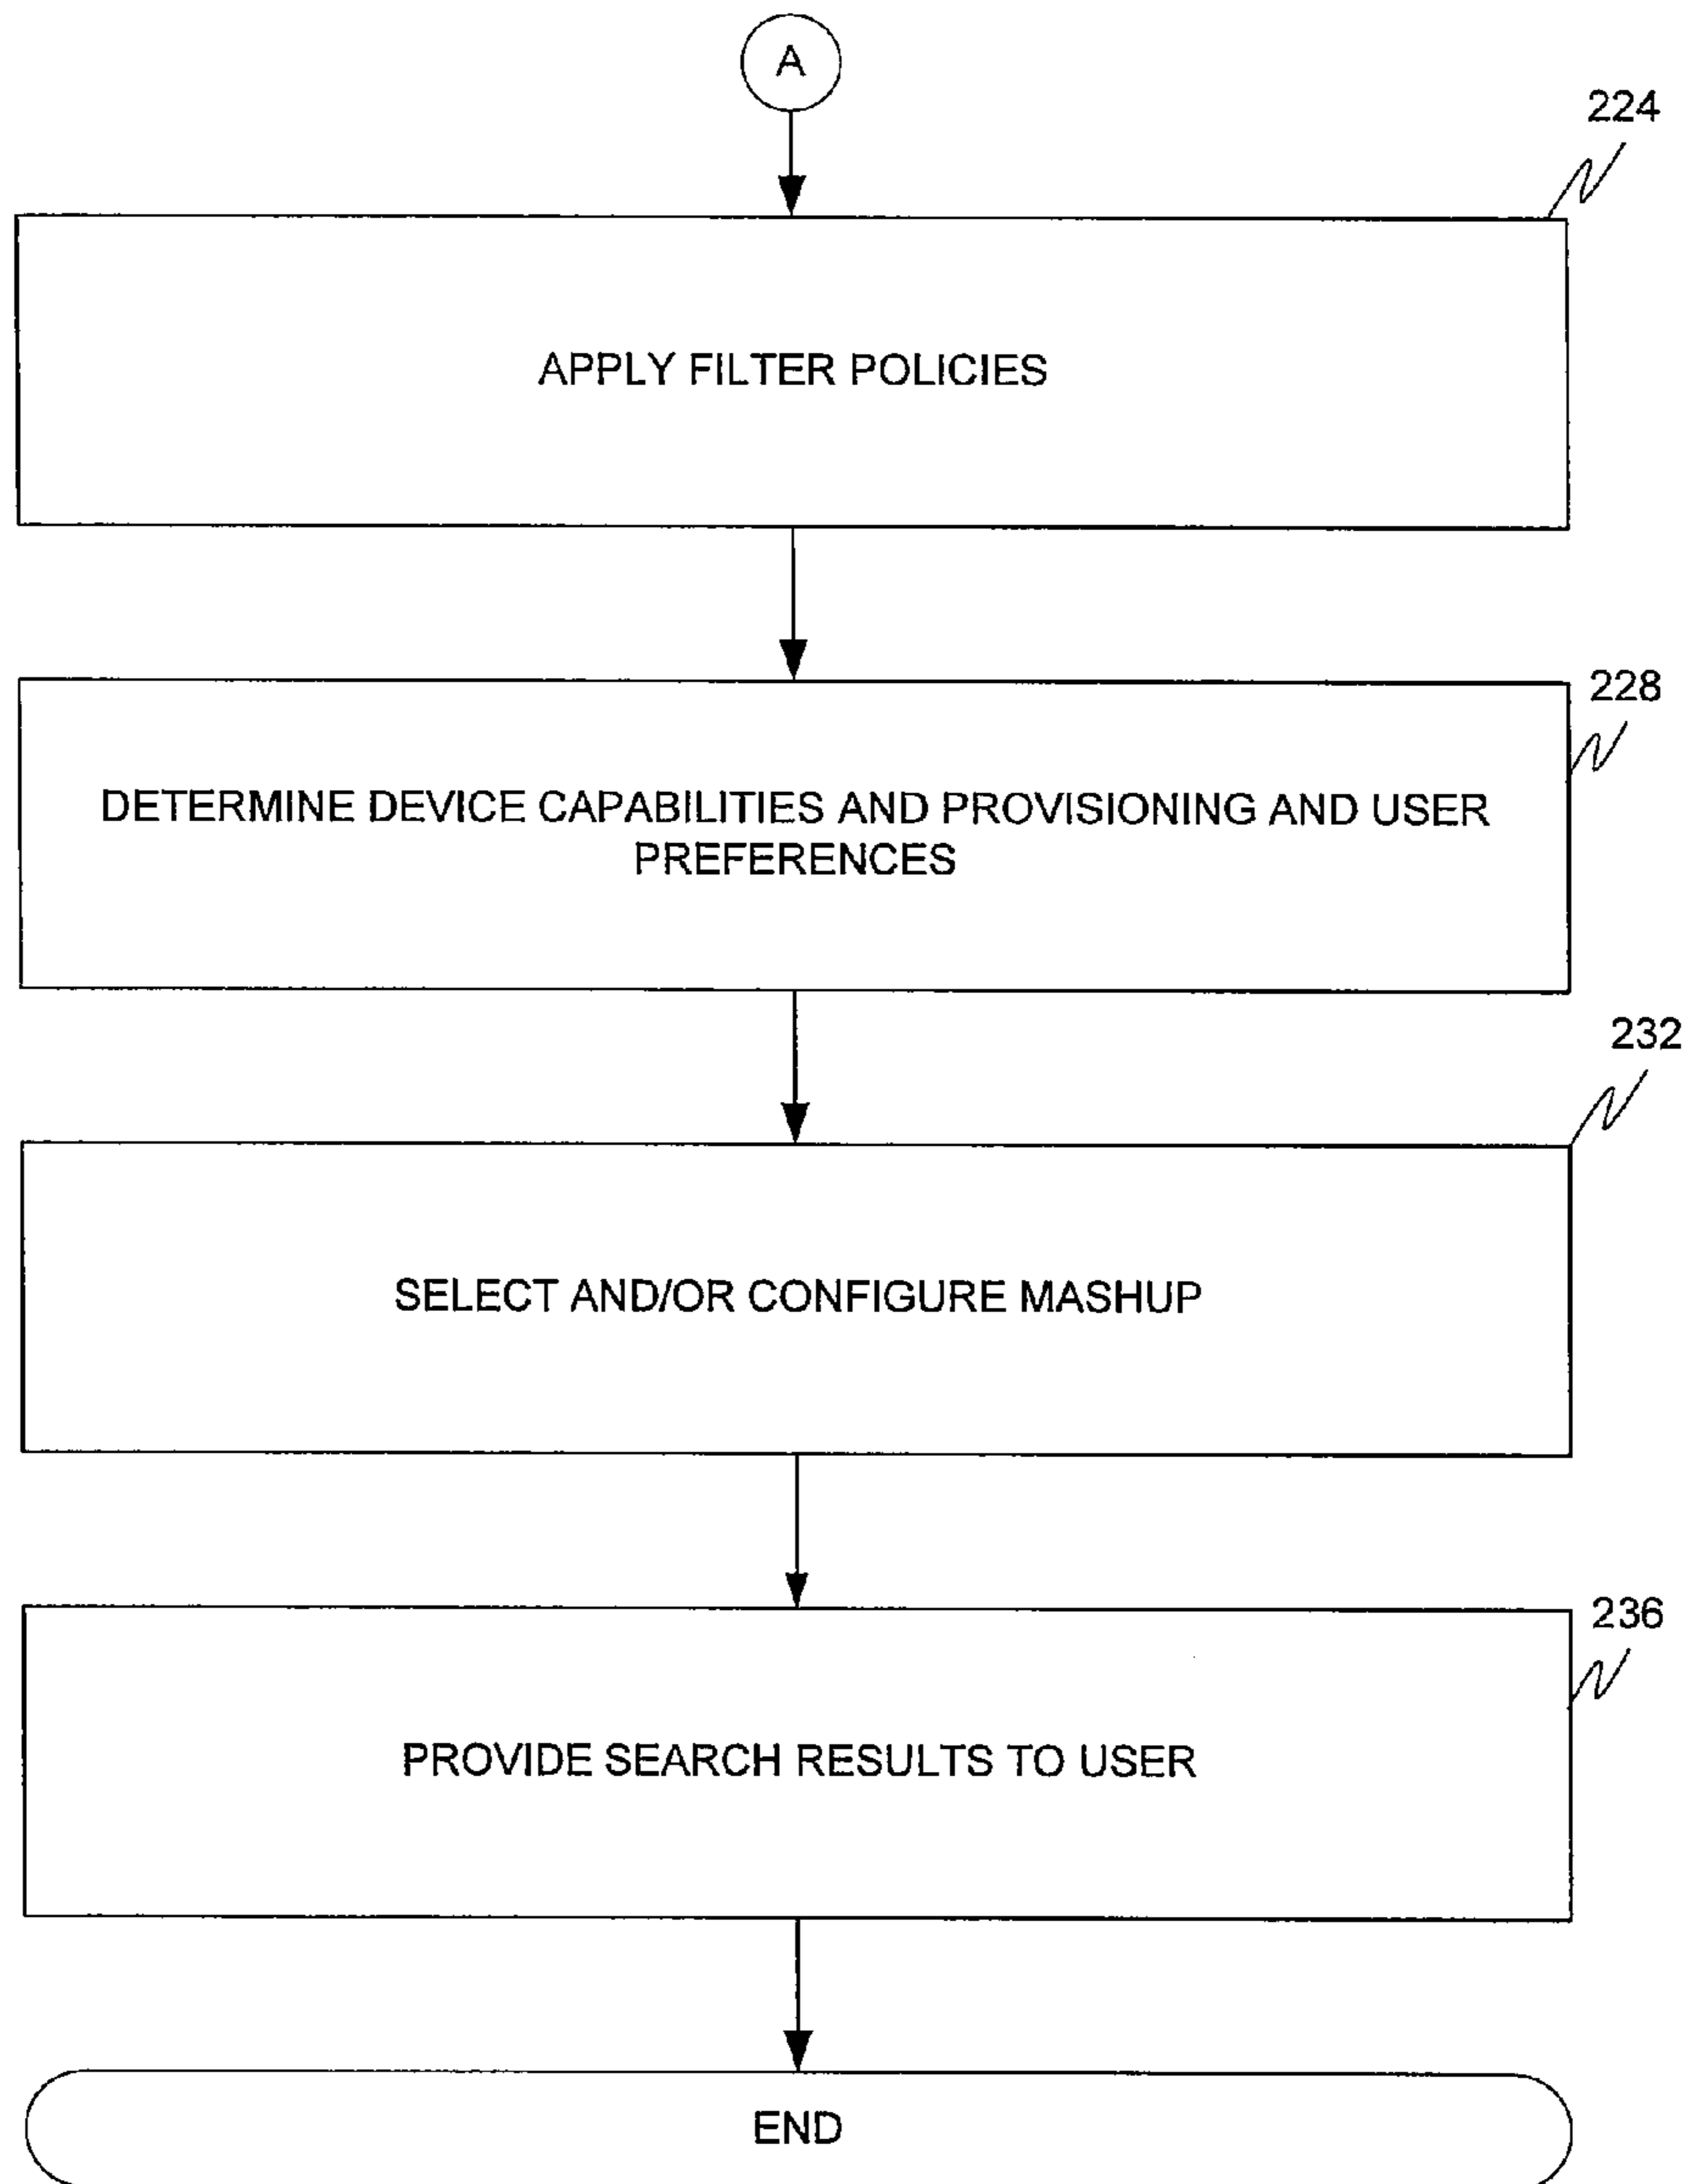 A
224
APPLY FILTER POLICIES
228
DETERMINE DEVICE CAPABILITIES AND PROVISIONING AND USER
PREFERENCES
232
SELECT AND/OR CONFIGURE MASHUP
236
PROVIDE SEARCH RESULTS TO USER
END